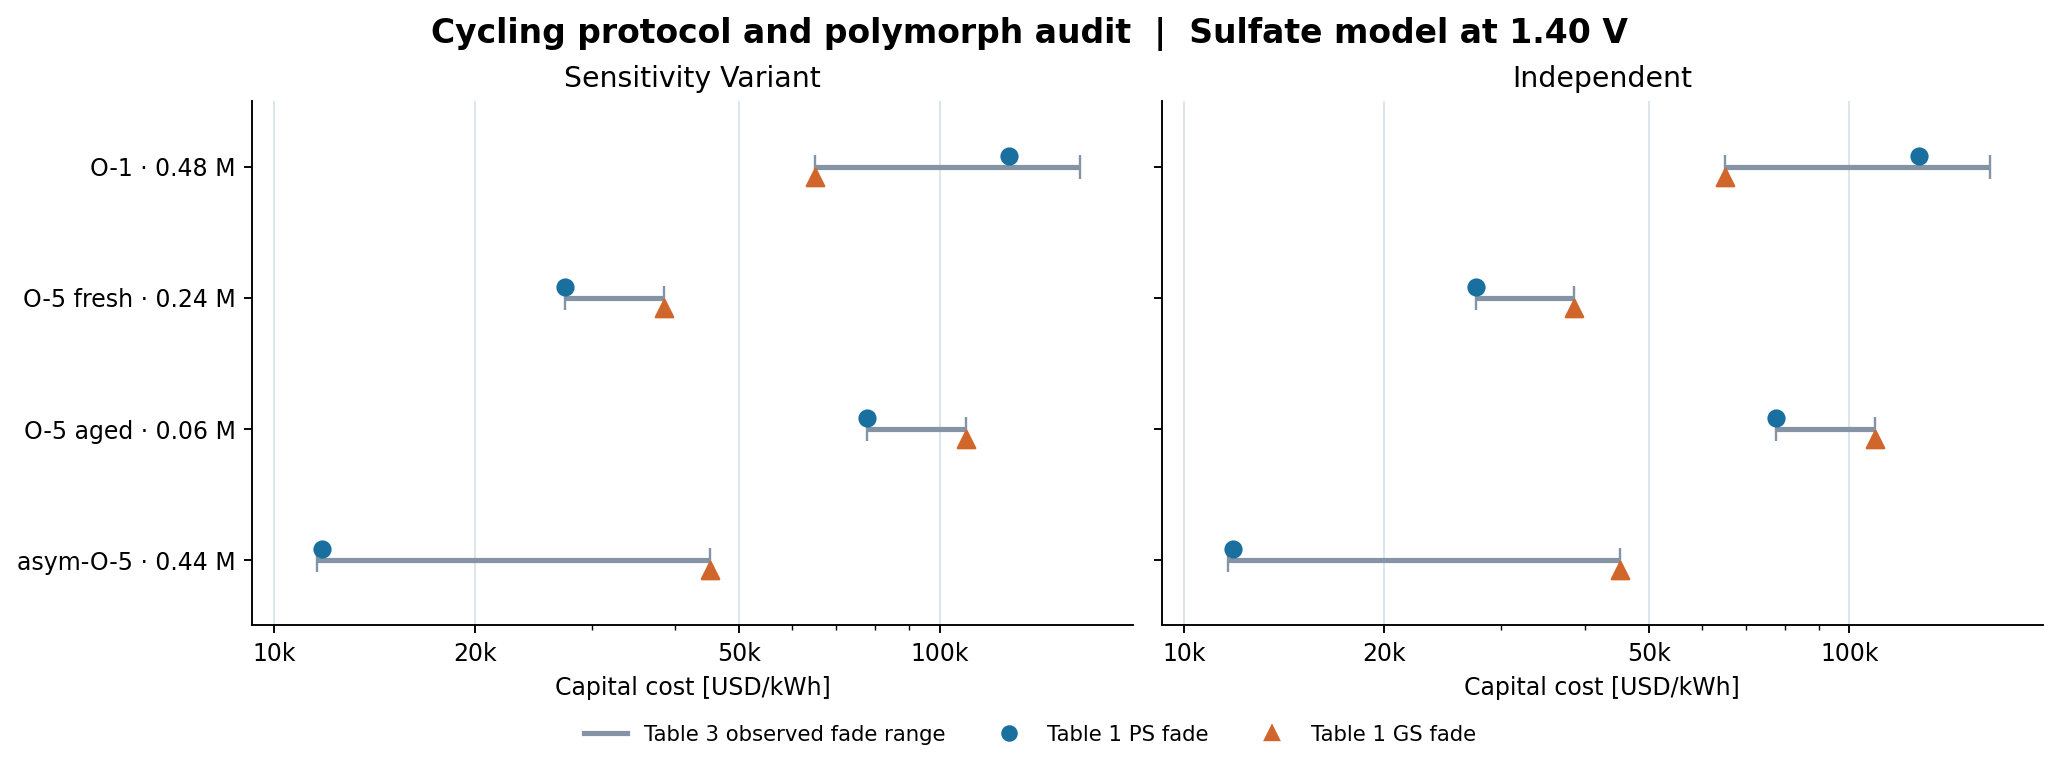 Cycling protocol and polymorph audit | Sulfate model at 1.40 V
Sensitivity Variant
Independent
O-1 · 0.48 M
O-5 fresh · 0.24 M
O-5 aged · 0.06 M
asym-O-5 · 0.44 M
10k 20k 50k 100k
10k 20k 50k 100k
Capital cost [USD/kWh]
Capital cost [USD/kWh]
Table 3 observed fade range
Table 1 PS fade
Table 1 GS fade